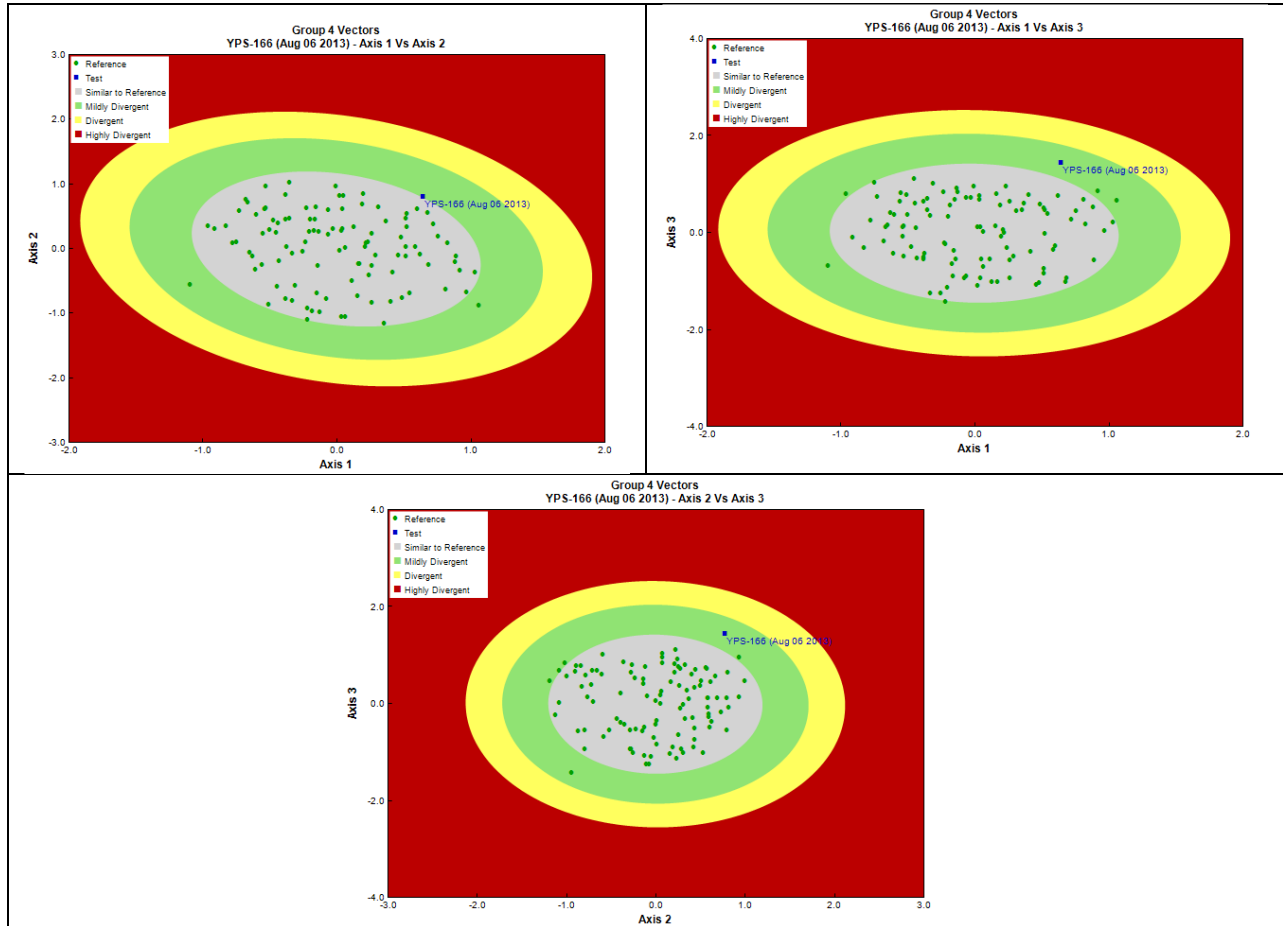 Group 4 Vectors
YPS-166 (Aug 06 2013) - Axis 1 Vs Axis 2
3.0
2.0
1.0
0.0
-1.0
-2.0
-3.0
Axis 2
Reference
Test
Similar to Reference
Mildly Divergent
Divergent
Highly Divergent
YPS-166 (Aug 06 2013)
-2.0 -1.0 0.0 1.0 2.0
Axis 1
Group 4 Vectors
YPS-166 (Aug 06 2013) - Axis 1 Vs Axis 3
4.0
2.0
0.0
-2.0
-4.0
Axis 3
Reference
Test
Similar to Reference
Mildly Divergent
Divergent
Highly Divergent
YPS-166 (Aug 06 2013)
-2.0 -1.0 0.0 1.0 2.0
Axis 1
Group 4 Vectors
YPS-166 (Aug 06 2013) - Axis 2 Vs Axis 3
4.0
2.0
0.0
-2.0
-4.0
Axis 3
Reference
Test
Similar to Reference
Mildly Divergent
Divergent
Highly Divergent
YPS-166 (Aug 06 2013)
-3.0 -2.0 -1.0 0.0 1.0 2.0 3.0
Axis 2